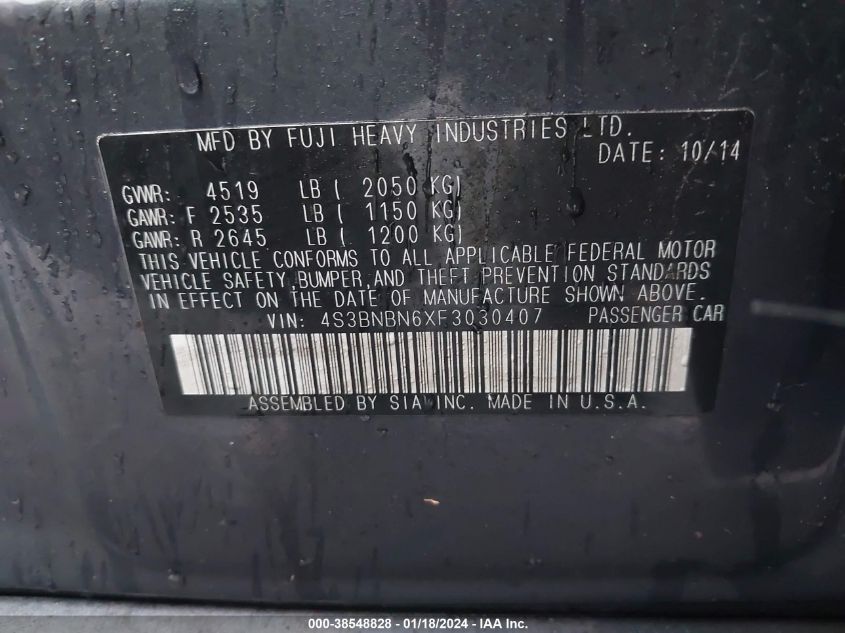 MFD BY FUJI HEAVY INDUSTRIES LTD.
DATE: 10/14
GVWR: 4519 LB ( 2050 KG)
GAWR: F 2535 LB ( 1150 KG)
GAWR: R 2645 LB ( 1200 KG)
THIS VEHICLE CONFORMS TO ALL APPLICABLE FEDERAL MOTOR
VEHICLE SAFETY, BUMPER, AND THEFT PREVENTION STANDARDS
IN EFFECT ON THE DATE OF MANUFACTURE SHOWN ABOVE.
VIN: 4S3BNBN6XF3030407 PASSENGER CAR
ASSEMBLED BY SIA INC. MADE IN U.S.A.
000-38548828 - 01/18/2024 - IAA Inc.